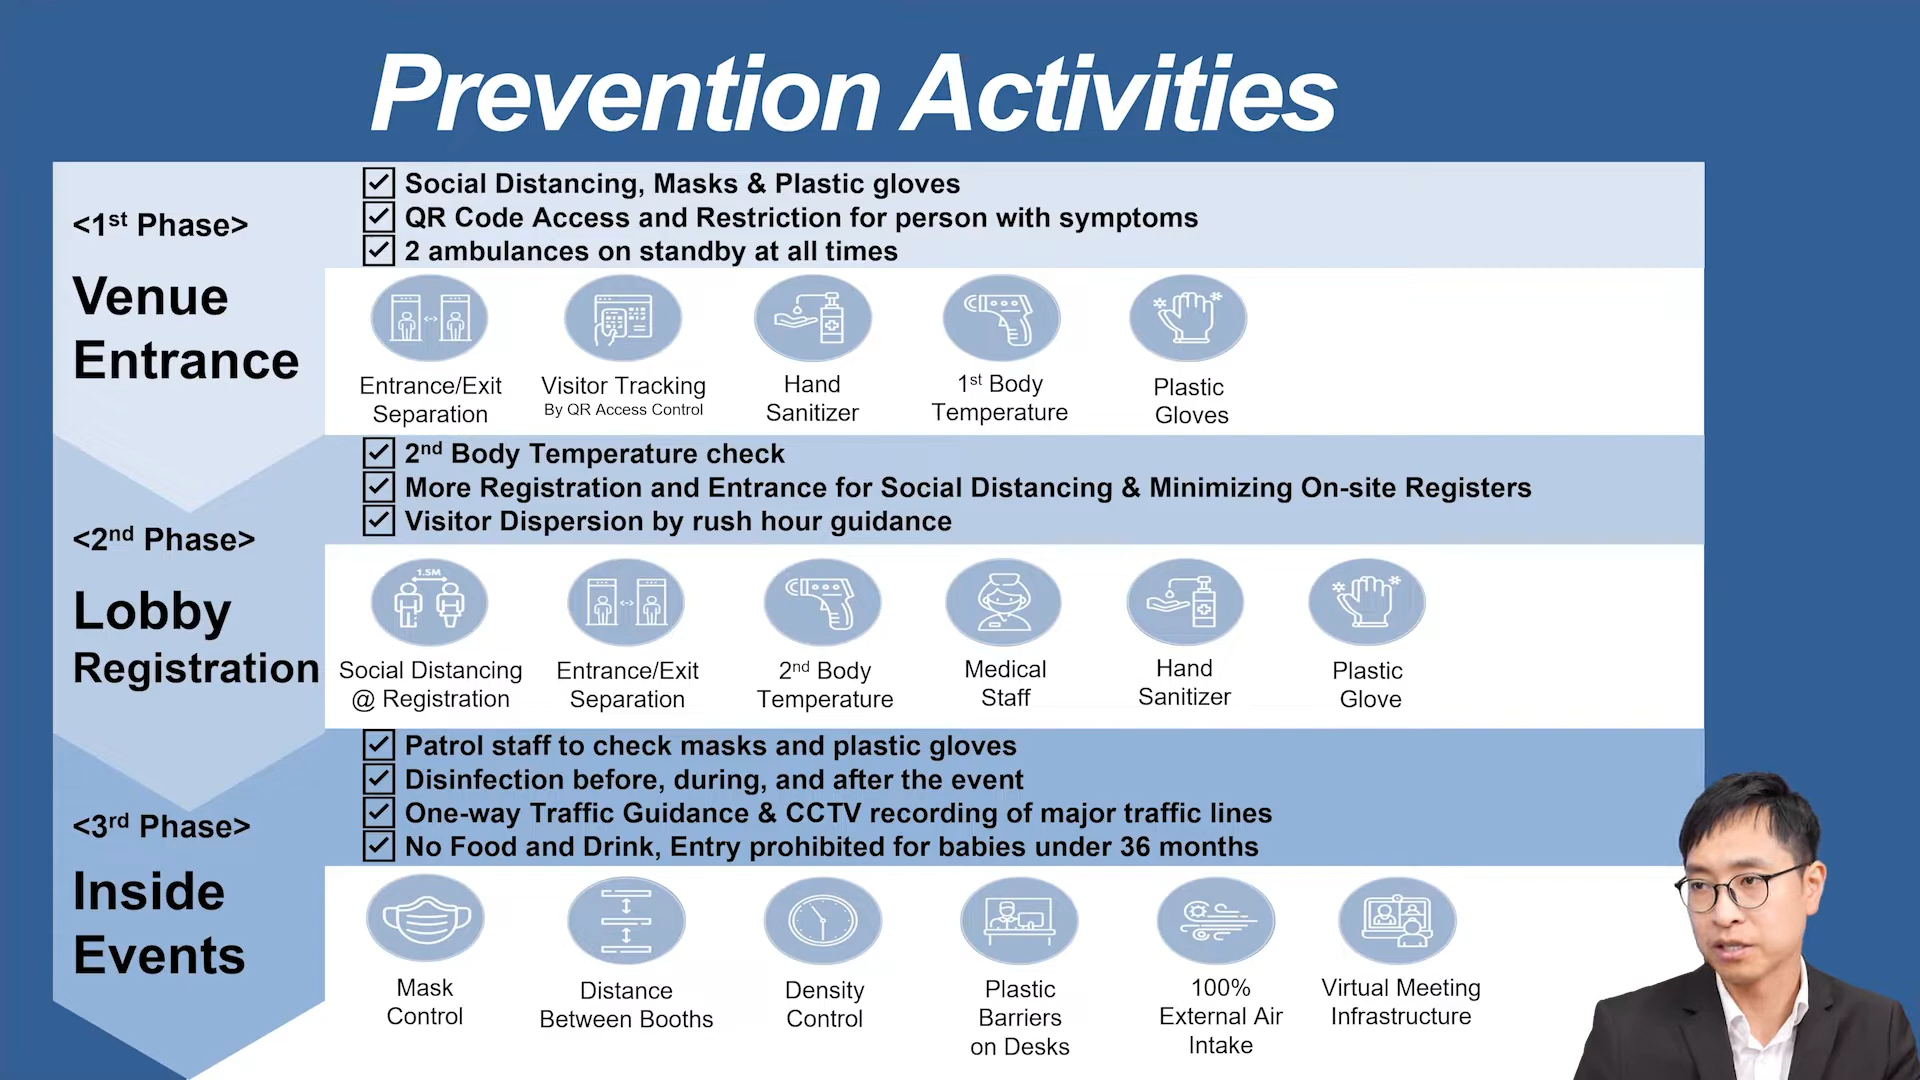 Prevention Activities
<1st Phase>
Venue
Entrance
Social Distancing, Masks & Plastic gloves
QR Code Access and Restriction for person with symptoms
2 ambulances on standby at all times
Entrance/Exit
Separation
Visitor Tracking
By QR Access Control
Hand
Sanitizer
1st Body
Temperature
Plastic
Gloves
<2nd Phase>
Lobby
Registration
2nd Body Temperature check
More Registration and Entrance for Social Distancing & Minimizing On-site Registers
Visitor Dispersion by rush hour guidance
1.5M
Social Distancing
@ Registration
Entrance/Exit
Separation
2nd Body
Temperature
Medical
Staff
Hand
Sanitizer
Plastic
Glove
<3rd Phase>
Inside
Events
Patrol staff to check masks and plastic gloves
Disinfection before, during, and after the event
One-way Traffic Guidance & CCTV recording of major traffic lines
No Food and Drink, Entry prohibited for babies under 36 months
Mask
Control
Distance
Between Booths
Density
Control
Plastic
Barriers
on Desks
100%
External Air
Intake
Virtual Meeting
Infrastructure